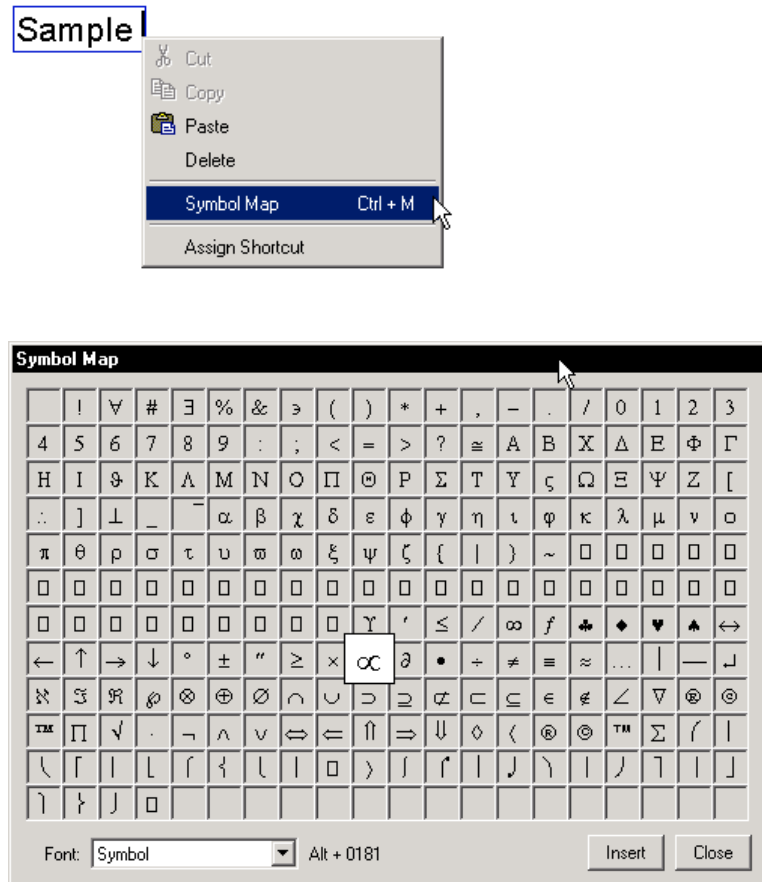 Sample
Cut
Copy
Paste
Delete
Symbol Map Ctrl + M
Assign Shortcut
Symbol Map
! ∀ # ∃ % & ∍ ( ) * + , − . / 0 1 2 3
4 5 6 7 8 9 : ; < = > ? ≅ Α Β Χ Δ Ε Φ Γ
Η Ι ϑ Κ Λ Μ Ν Ο Π Θ Ρ Σ Τ Υ ς Ω Ξ Ψ Ζ [
∴ ] ⊥ _ ‾ α β χ δ ε ϕ γ η ι φ κ λ μ ν ο
π θ ρ σ τ υ ϖ ω ξ ψ ζ { | } ~ □ □ □ □ □
□ □ □ □ □ □ □ □ □ □ □ □ □ □ □ □ □ □ □ □
□ □ □ □ □ □ □ □ □ ϒ ′ ≤ ⁄ ∞ ƒ ♣ ♦ ♥ ♠ ↔
← ↑ → ↓ ° ± ″ ≥ × ∝ ∂ • ÷ ≠ ≡ ≈ … | — ↵
ℵ ℑ ℜ ℘ ⊗ ⊕ ∅ ∩ ∪ ⊃ ⊇ ⊄ ⊂ ⊆ ∈ ∉ ∠ ∇ ® ©
™ ∏ √ ⋅ ¬ ∧ ∨ ⇔ ⇐ ⇑ ⇒ ⇓ ◊ 〈 ® © ™ ∑ ⎛ ⎜
⎝ ⎡ ⎢ ⎣ ⎧ ⎨ ⎩ ⎪ □ 〉 ∫ ⌠ ⎮ ⌡ ⎞ ⎟ ⎠ ⎤ ⎥ ⎦
⎫ ⎬ ⎭ □
Font: Symbol Alt + 0181 Insert Close